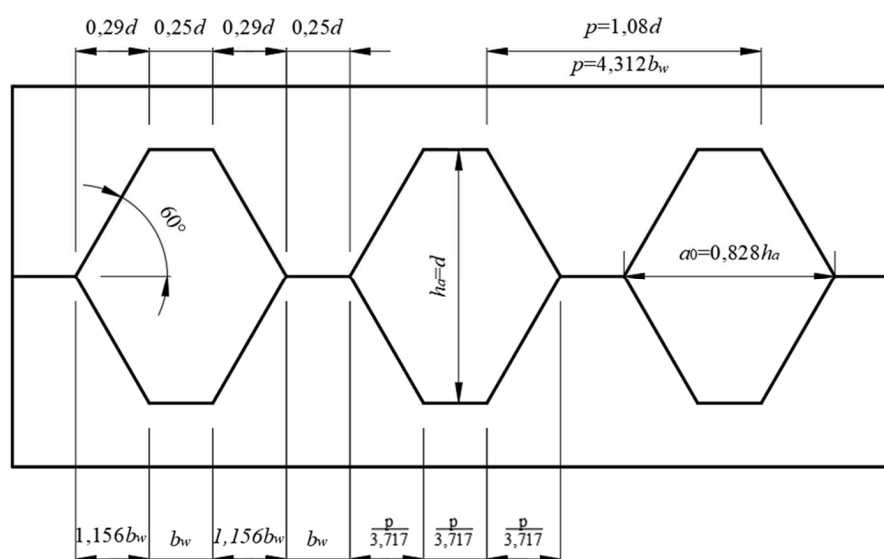 0,29d 0,25d 0,29d 0,25d p=1,08d
p=4,312bw
60°
ha=d
a0=0,828ha
1,156bw bw 1,156bw bw p/3,717 p/3,717 p/3,717